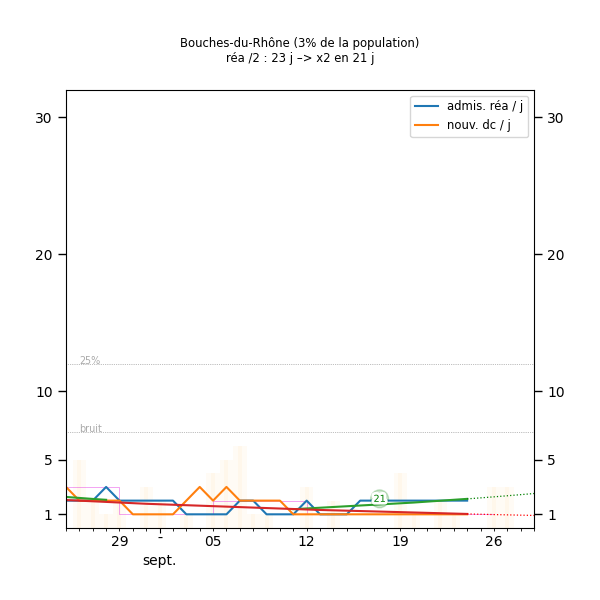 Bouches-du-Rhône (3% de la population)
réa /2 : 23 j –> x2 en 21 j
admis. réa / j
nouv. dc / j
30 30
20 20
25%
10 10
bruit
5 5
21
1 1
29 - 05 12 19 26
sept.